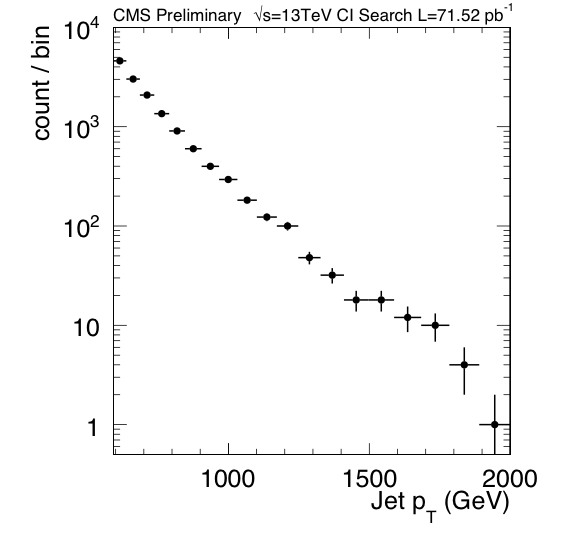 CMS Preliminary √s=13TeV CI Search L=71.52 pb⁻¹
count / bin
10⁴
10³
10²
10
1
1000 1500 2000
Jet p_T (GeV)